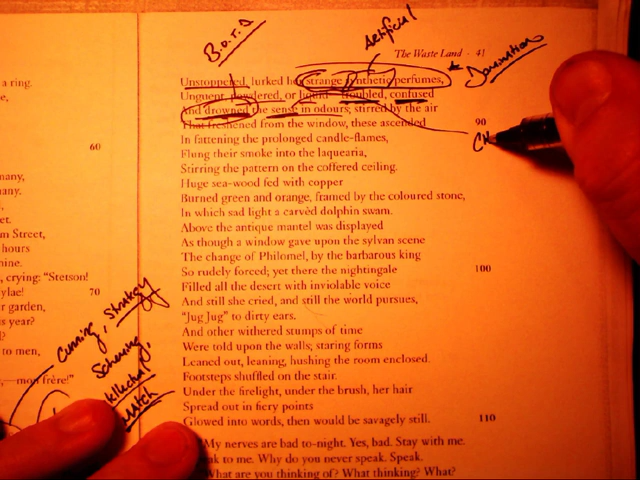 a ring.
e,
60
many,
nany.
t,
et.
m Street,
hours
nine.
, crying: "Stetson!
ylae!
70
r garden,
s year?
?
to men,
—mon frère!"
Cunning, Strategy
Scheming,
Match
B.O.T.S
Artificial
Domination
The Waste Land - 41
Unstoppered, lurked her strange synthetic perfumes,
Unguent, powdered, or liquid—troubled, confused
And drowned the sense in odours; stirred by the air
That freshened from the window, these ascended
90
In fattening the prolonged candle-flames,
Flung their smoke into the laquearia,
Stirring the pattern on the coffered ceiling.
Huge sea-wood fed with copper
Burned green and orange, framed by the coloured stone,
In which sad light a carvèd dolphin swam.
Above the antique mantel was displayed
As though a window gave upon the sylvan scene
The change of Philomel, by the barbarous king
So rudely forced; yet there the nightingale
100
Filled all the desert with inviolable voice
And still she cried, and still the world pursues,
"Jug Jug" to dirty ears.
And other withered stumps of time
Were told upon the walls; staring forms
Leaned out, leaning, hushing the room enclosed.
Footsteps shuffled on the stair.
Under the firelight, under the brush, her hair
Spread out in fiery points
Glowed into words, then would be savagely still.
110
My nerves are bad to-night. Yes, bad. Stay with me.
ak to me. Why do you never speak. Speak.
What are you thinking of? What thinking? What?